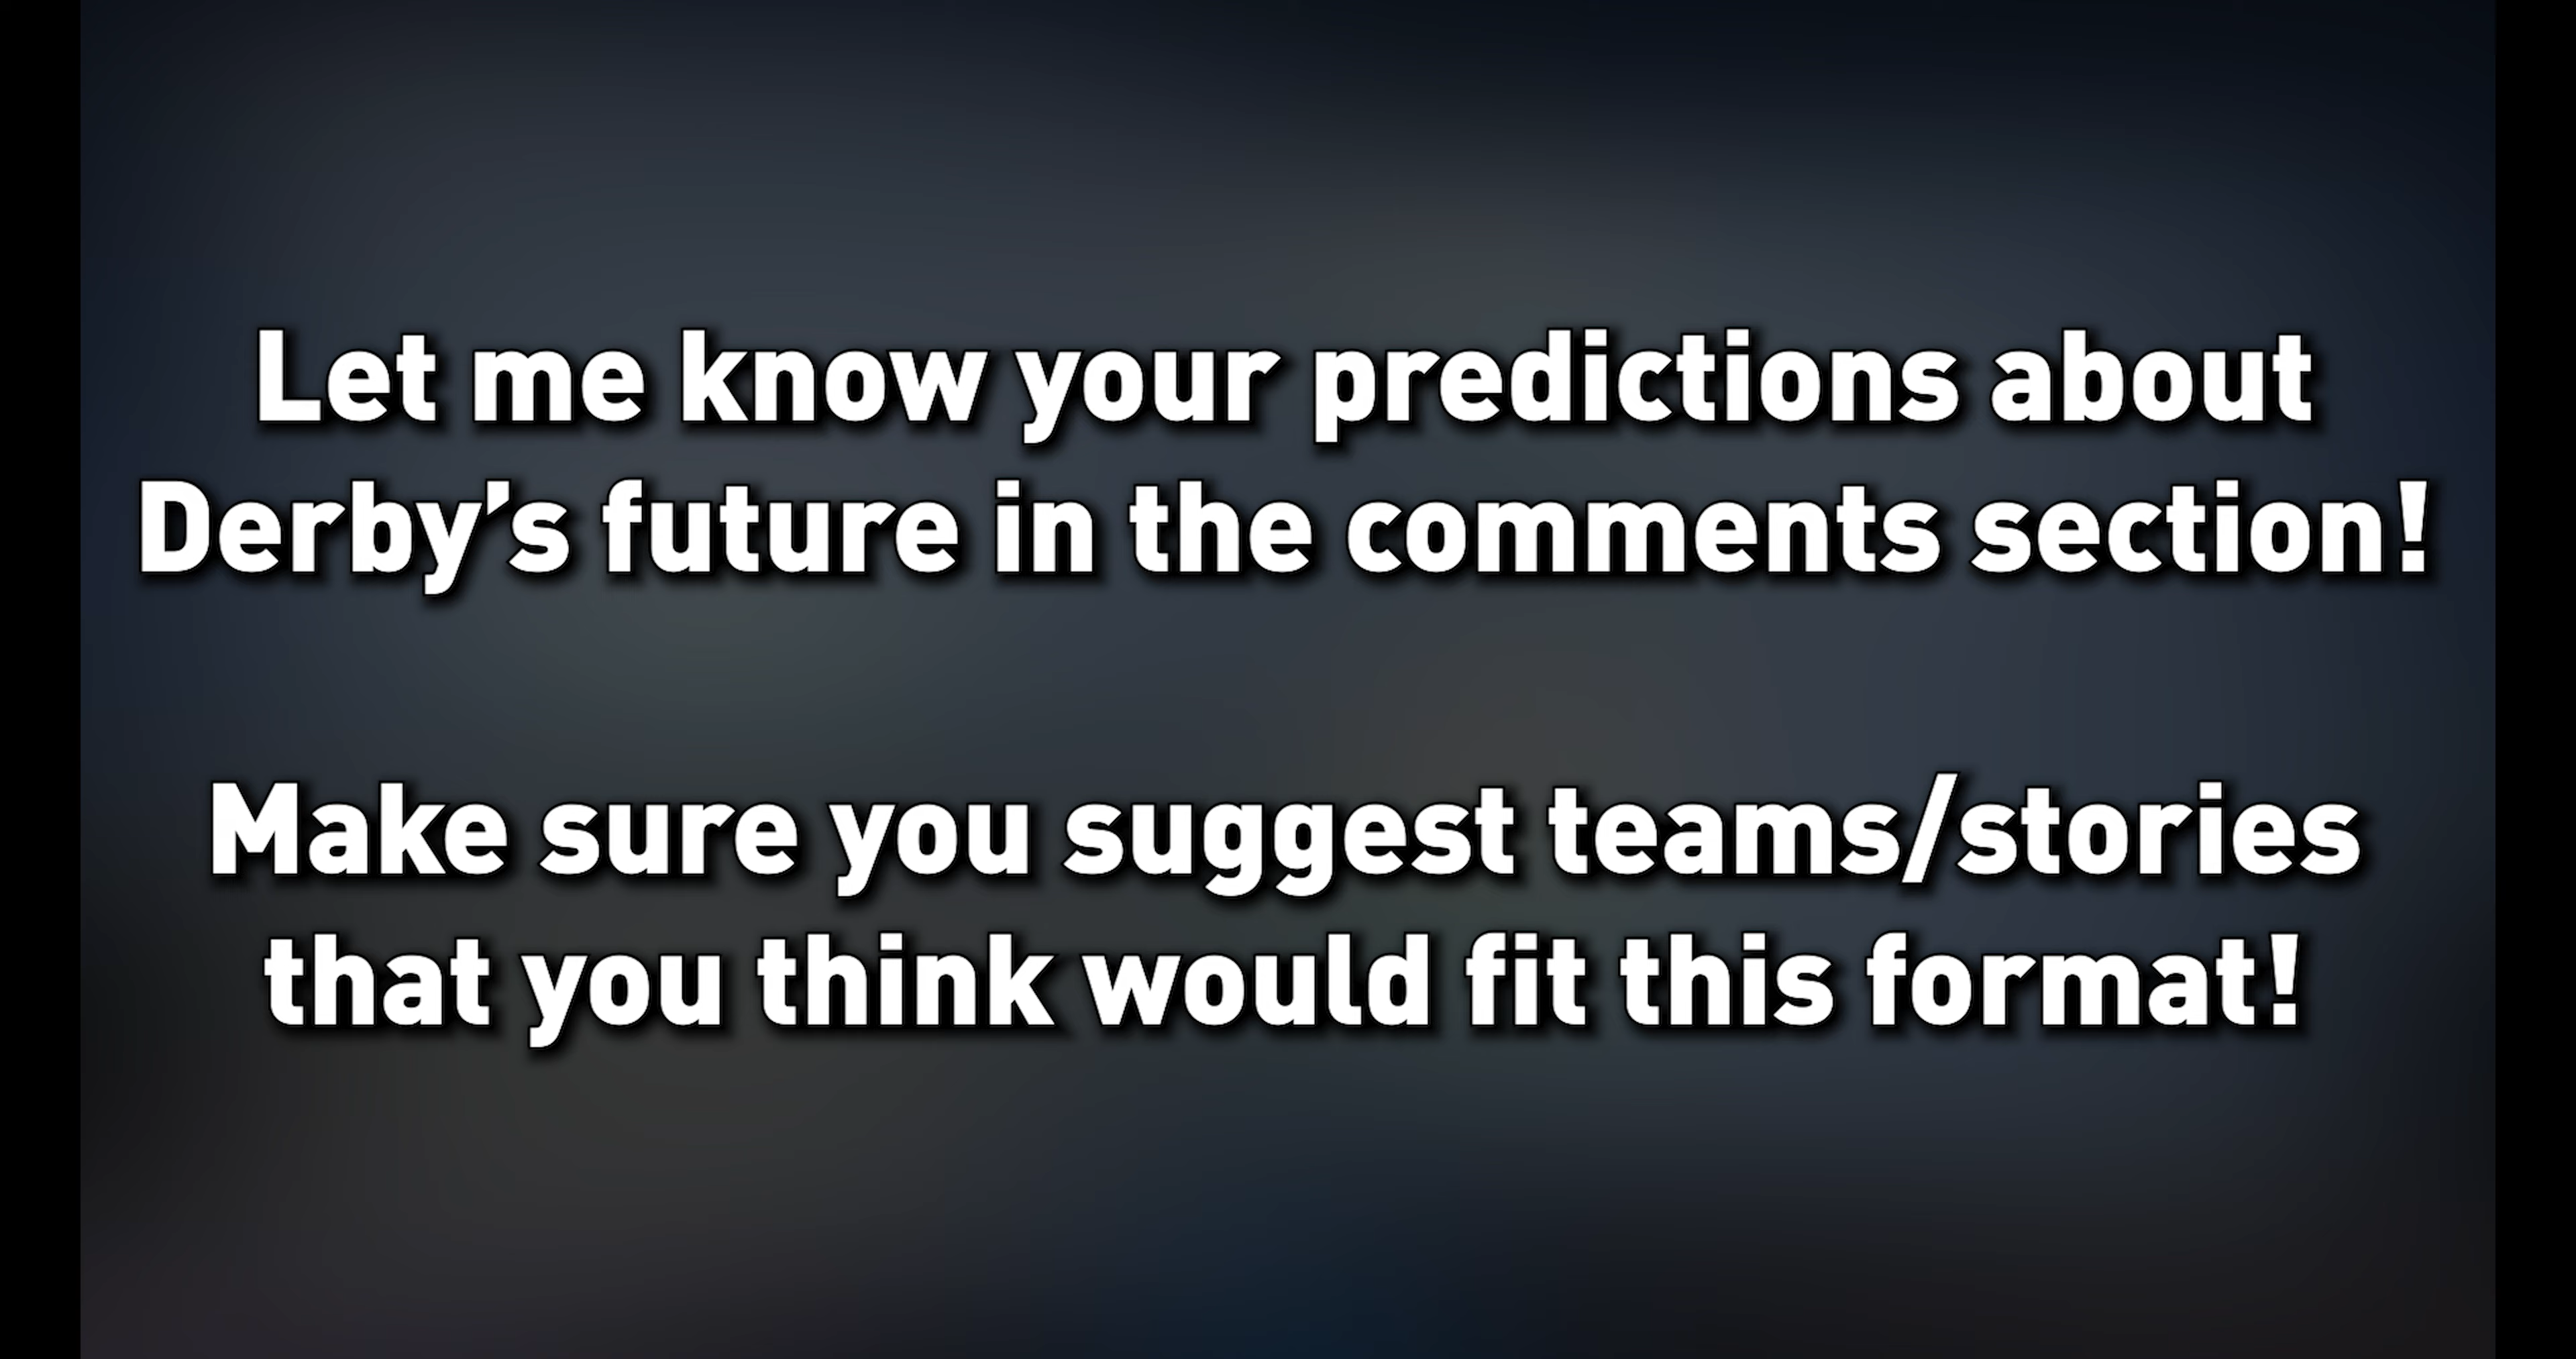 Let me know your predictions about
Derby’s future in the comments section!
Make sure you suggest teams/stories
that you think would fit this format!